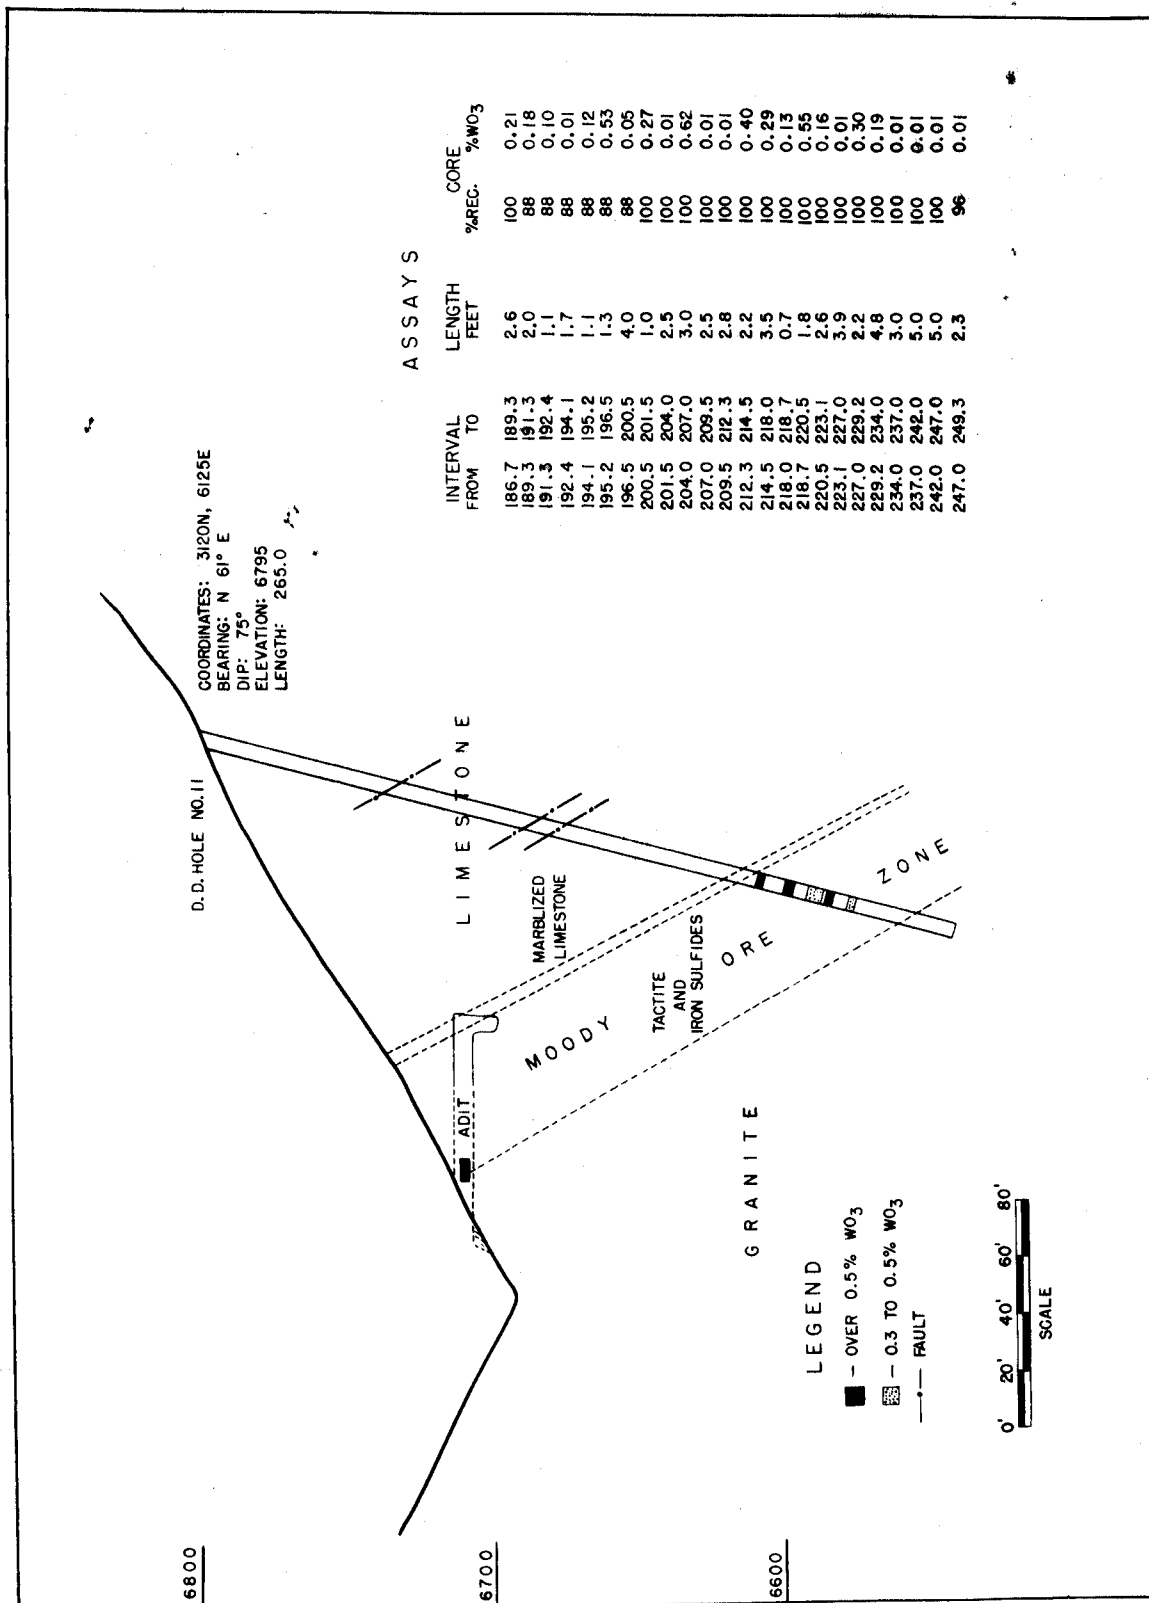 COORDINATES: 3120N, 6125E
BEARING: N 61° E
DIP: 75°
ELEVATION: 6795
LENGTH: 265.0
D.D. HOLE NO. 11
6800
6700
6600
LIMESTONE
MARBLIZED
LIMESTONE
ADIT
MOODY ORE ZONE
TACTITE
AND
IRON SULFIDES
GRANITE
ASSAYS
INTERVAL LENGTH CORE
FROM TO FEET %REC. %WO3
186.7 189.3 2.6 100 0.21
189.3 191.3 2.0 88 0.18
191.3 192.4 1.1 88 0.10
192.4 194.1 1.7 88 0.01
194.1 195.2 1.1 88 0.12
195.2 196.5 1.3 88 0.53
196.5 200.5 4.0 88 0.05
200.5 201.5 1.0 100 0.27
201.5 204.0 2.5 100 0.01
204.0 207.0 3.0 100 0.62
207.0 209.5 2.5 100 0.01
209.5 212.3 2.8 100 0.01
212.3 214.5 2.2 100 0.40
214.5 218.0 3.5 100 0.29
218.0 218.7 0.7 100 0.13
218.7 220.5 1.8 100 0.55
220.5 223.1 2.6 100 0.16
223.1 227.0 3.9 100 0.01
227.0 229.2 2.2 100 0.30
229.2 234.0 4.8 100 0.19
234.0 237.0 3.0 100 0.01
237.0 242.0 5.0 100 0.01
242.0 247.0 5.0 100 0.01
247.0 249.3 2.3 96 0.01
LEGEND
– OVER 0.5% WO3
– 0.3 TO 0.5% WO3
FAULT
0' 20' 40' 60' 80'
SCALE